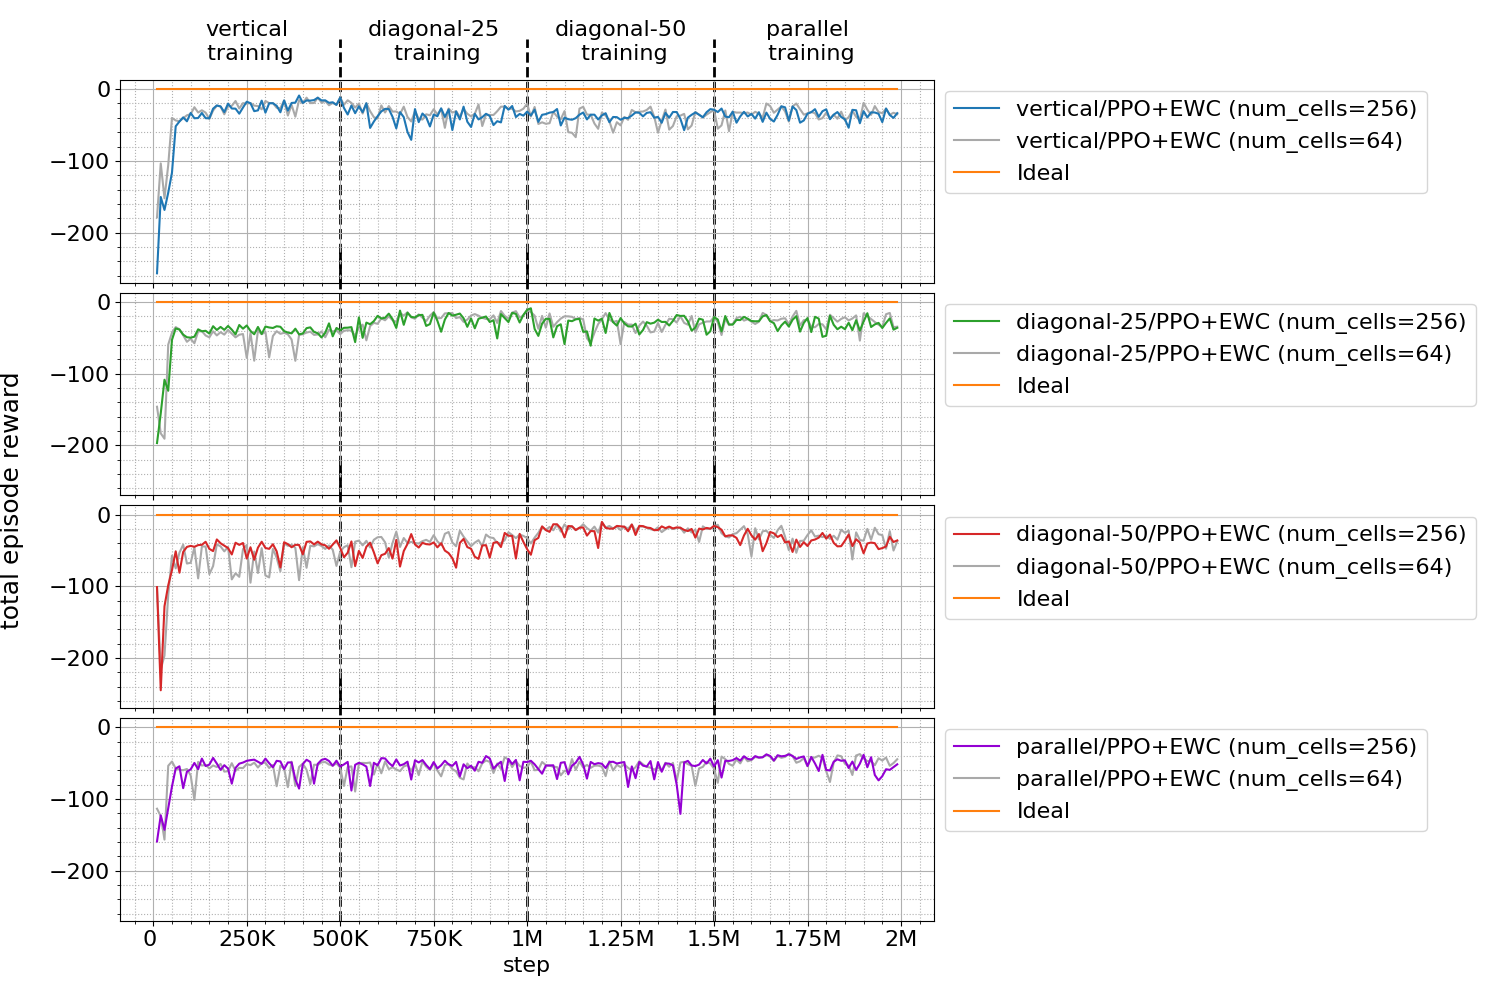 vertical
training
diagonal-25
training
diagonal-50
training
parallel
training
total episode reward
0
−100
−200
vertical/PPO+EWC (num_cells=256)
vertical/PPO+EWC (num_cells=64)
Ideal
0
−100
−200
diagonal-25/PPO+EWC (num_cells=256)
diagonal-25/PPO+EWC (num_cells=64)
Ideal
0
−100
−200
diagonal-50/PPO+EWC (num_cells=256)
diagonal-50/PPO+EWC (num_cells=64)
Ideal
0
−100
−200
parallel/PPO+EWC (num_cells=256)
parallel/PPO+EWC (num_cells=64)
Ideal
0 250K 500K 750K 1M 1.25M 1.5M 1.75M 2M
step